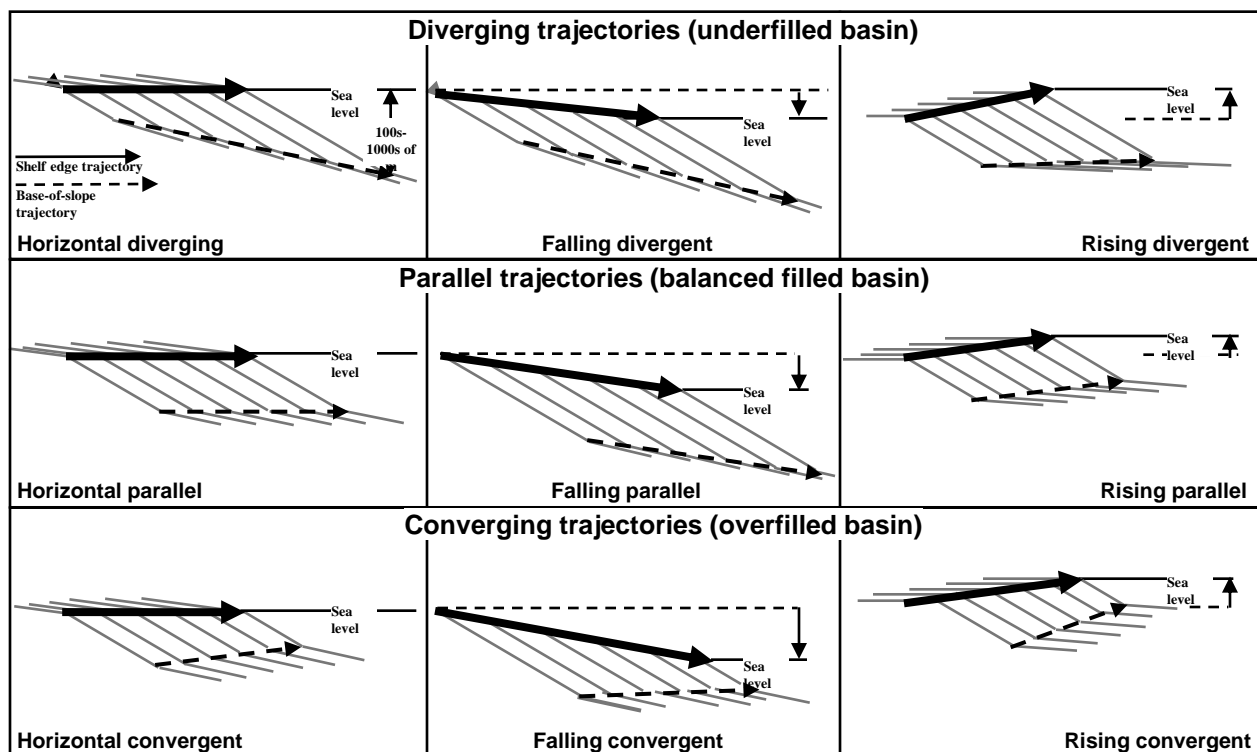 Diverging trajectories (underfilled basin)
Sea
level
100s-
1000s of
m
Shelf edge trajectory
Base-of-slope
trajectory
Horizontal diverging
Sea
level
Falling divergent
Sea
level
Rising divergent
Parallel trajectories (balanced filled basin)
Sea
level
Horizontal parallel
Sea
level
Falling parallel
Sea
level
Rising parallel
Converging trajectories (overfilled basin)
Sea
level
Horizontal convergent
Sea
level
Falling convergent
Sea
level
Rising convergent